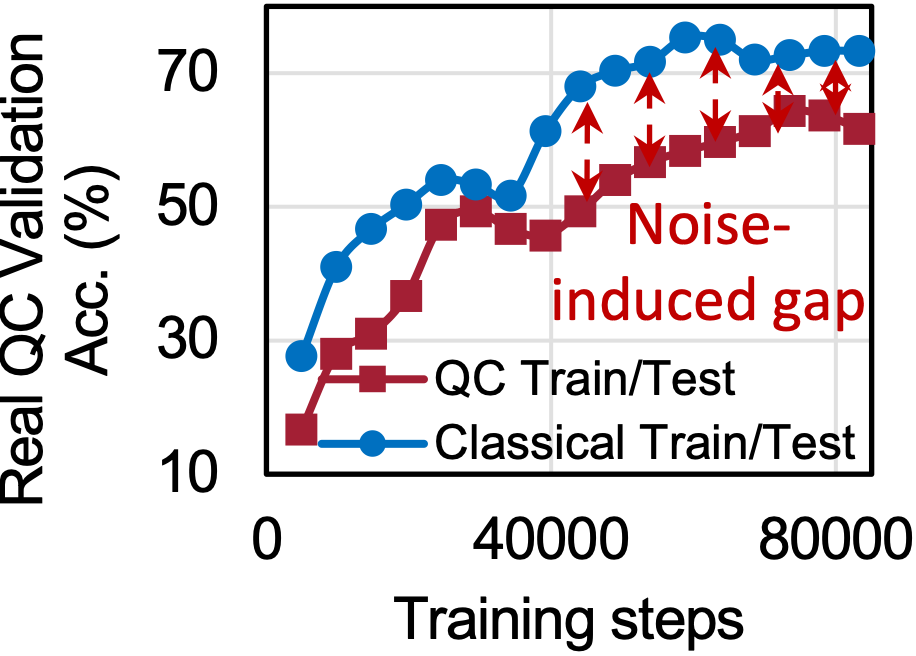 Real QC Validation
Acc. (%)
70
50
30
10
Noise-
induced gap
QC Train/Test
Classical Train/Test
0 40000 80000
Training steps